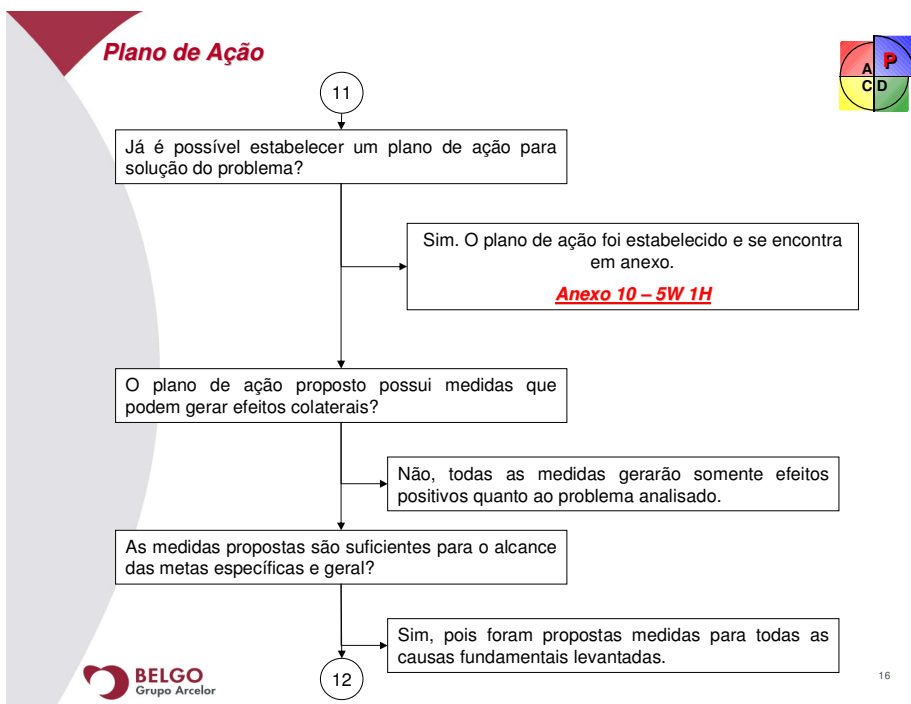 Plano de Ação
A P
C D
11
Já é possível estabelecer um plano de ação para
solução do problema?
Sim. O plano de ação foi estabelecido e se encontra
em anexo.
Anexo 10 – 5W 1H
O plano de ação proposto possui medidas que
podem gerar efeitos colaterais?
Não, todas as medidas gerarão somente efeitos
positivos quanto ao problema analisado.
As medidas propostas são suficientes para o alcance
das metas específicas e geral?
Sim, pois foram propostas medidas para todas as
causas fundamentais levantadas.
12
BELGO
Grupo Arcelor
16